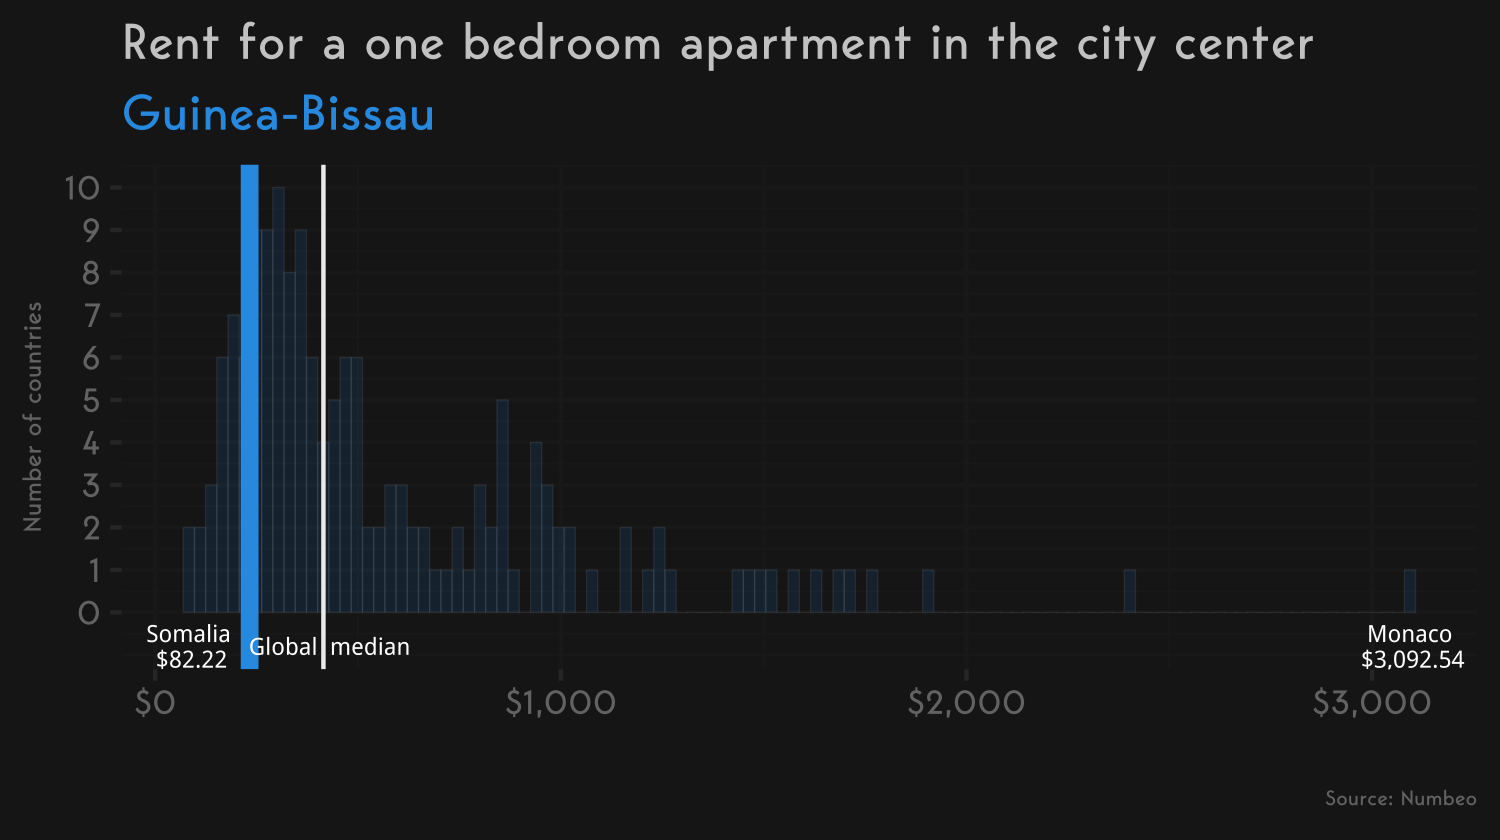 Rent for a one bedroom apartment in the city center
Guinea-Bissau
Number of countries
10
9
8
7
6
5
4
3
2
1
0
Somalia
$82.22
Global median
Monaco
$3,092.54
$0
$1,000
$2,000
$3,000
Source: Numbeo